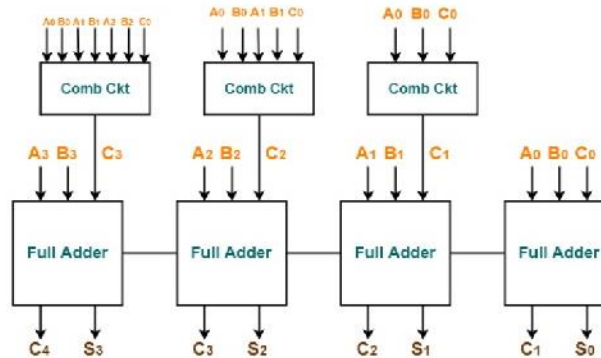 A0 B0 A1 B1 A2 B2 C0
A0 B0 A1 B1 C0
A0 B0 C0
Comb Ckt
Comb Ckt
Comb Ckt
A3 B3 C3
A2 B2 C2
A1 B1 C1
A0 B0 C0
Full Adder
Full Adder
Full Adder
Full Adder
C4 S3
C3 S2
C2 S1
C1 S0